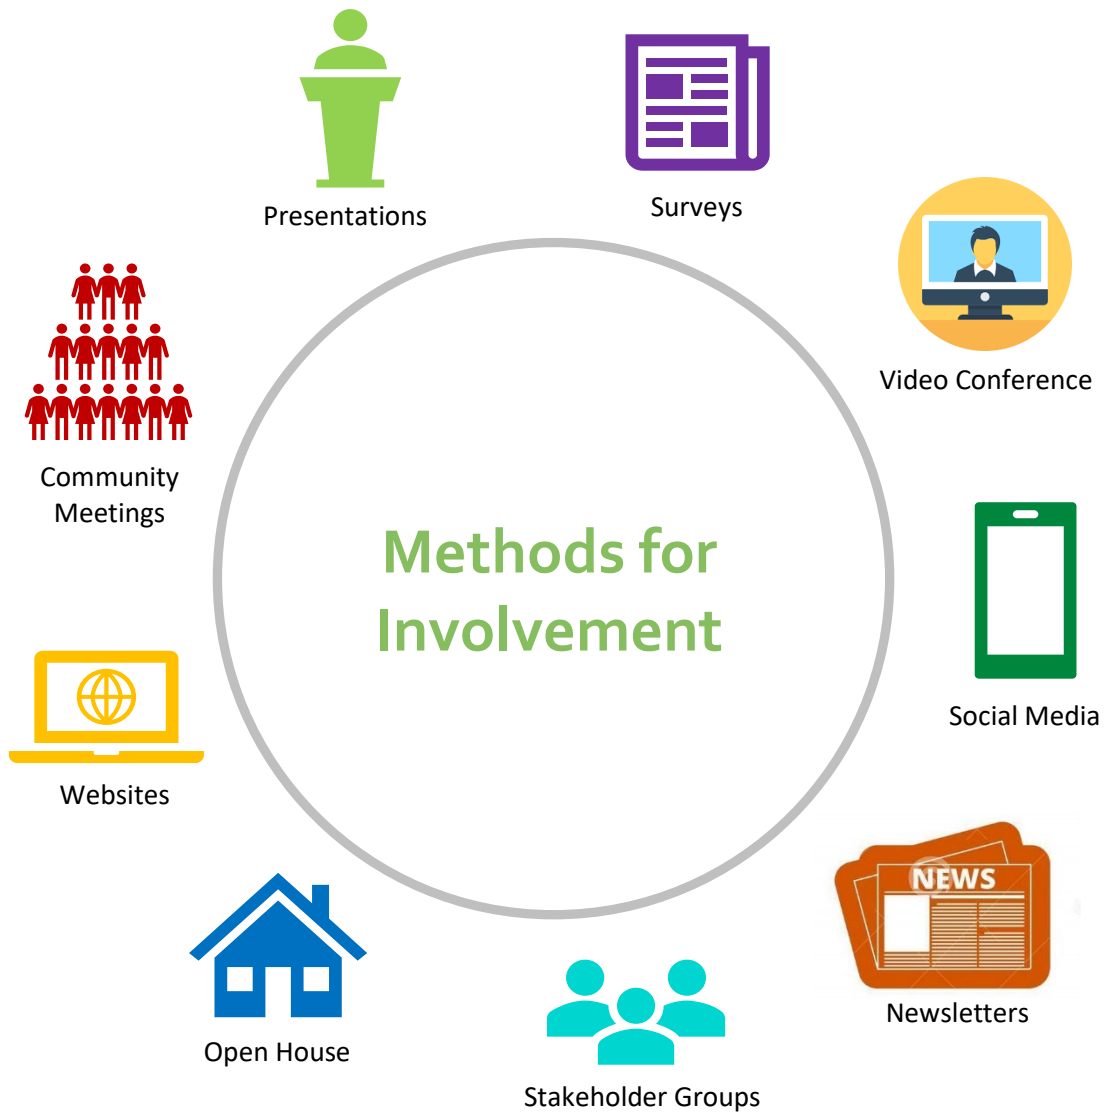 Presentations
Surveys
Video Conference
Community
Meetings
Methods for
Involvement
Social Media
Websites
NEWS
Newsletters
Open House
Stakeholder Groups